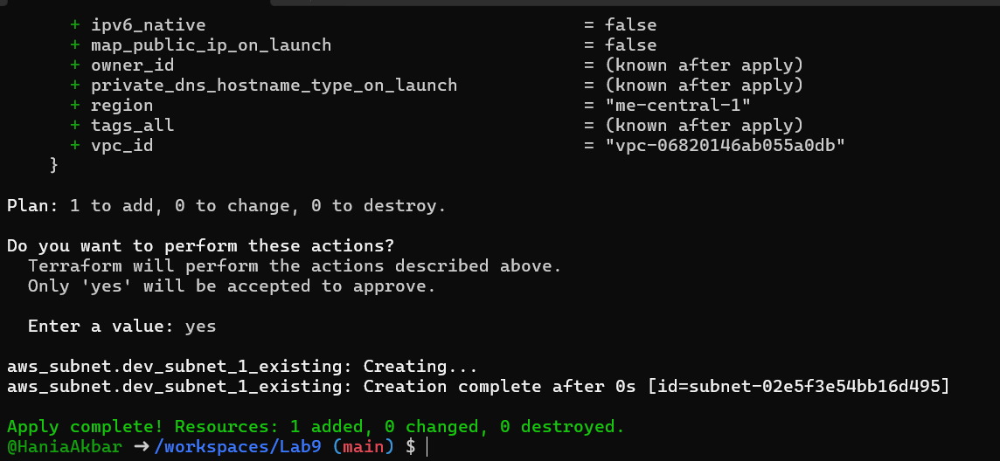 + ipv6_native = false
+ map_public_ip_on_launch = false
+ owner_id = (known after apply)
+ private_dns_hostname_type_on_launch = (known after apply)
+ region = "me-central-1"
+ tags_all = (known after apply)
+ vpc_id = "vpc-06820146ab055a0db"
}
Plan: 1 to add, 0 to change, 0 to destroy.
Do you want to perform these actions?
Terraform will perform the actions described above.
Only 'yes' will be accepted to approve.
Enter a value: yes
aws_subnet.dev_subnet_1_existing: Creating...
aws_subnet.dev_subnet_1_existing: Creation complete after 0s [id=subnet-02e5f3e54bb16d495]
Apply complete! Resources: 1 added, 0 changed, 0 destroyed.
@HaniaAkbar → /workspaces/Lab9 (main) $